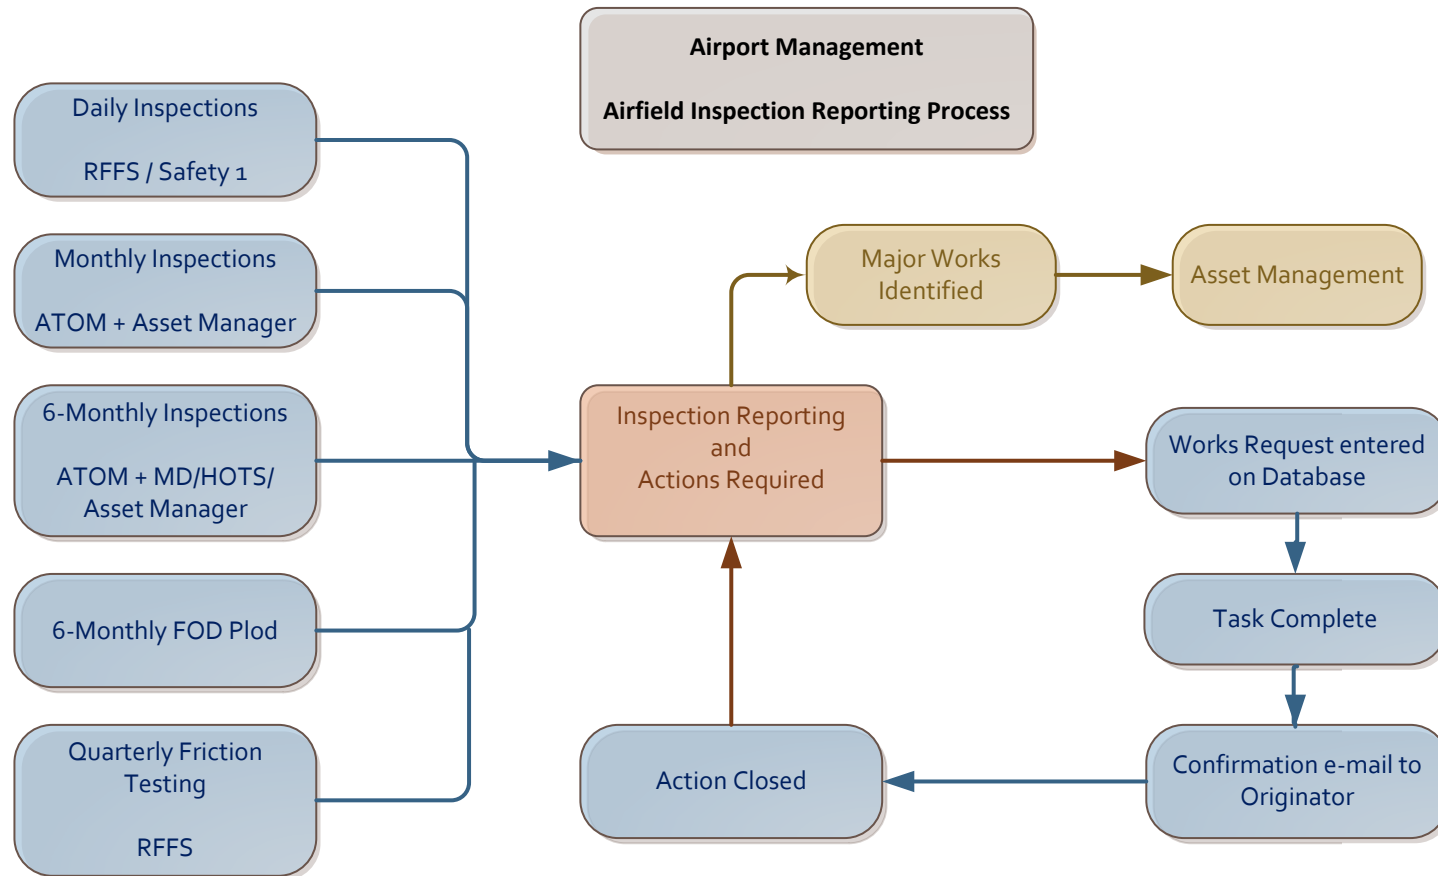 Airport Management
Airfield Inspection Reporting Process
Daily Inspections
RFFS / Safety 1
Monthly Inspections
ATOM + Asset Manager
6-Monthly Inspections
ATOM + MD/HOTS/
Asset Manager
6-Monthly FOD Plod
Quarterly Friction
Testing
RFFS
Inspection Reporting
and
Actions Required
Major Works
Identified
Asset Management
Works Request entered
on Database
Task Complete
Confirmation e-mail to
Originator
Action Closed